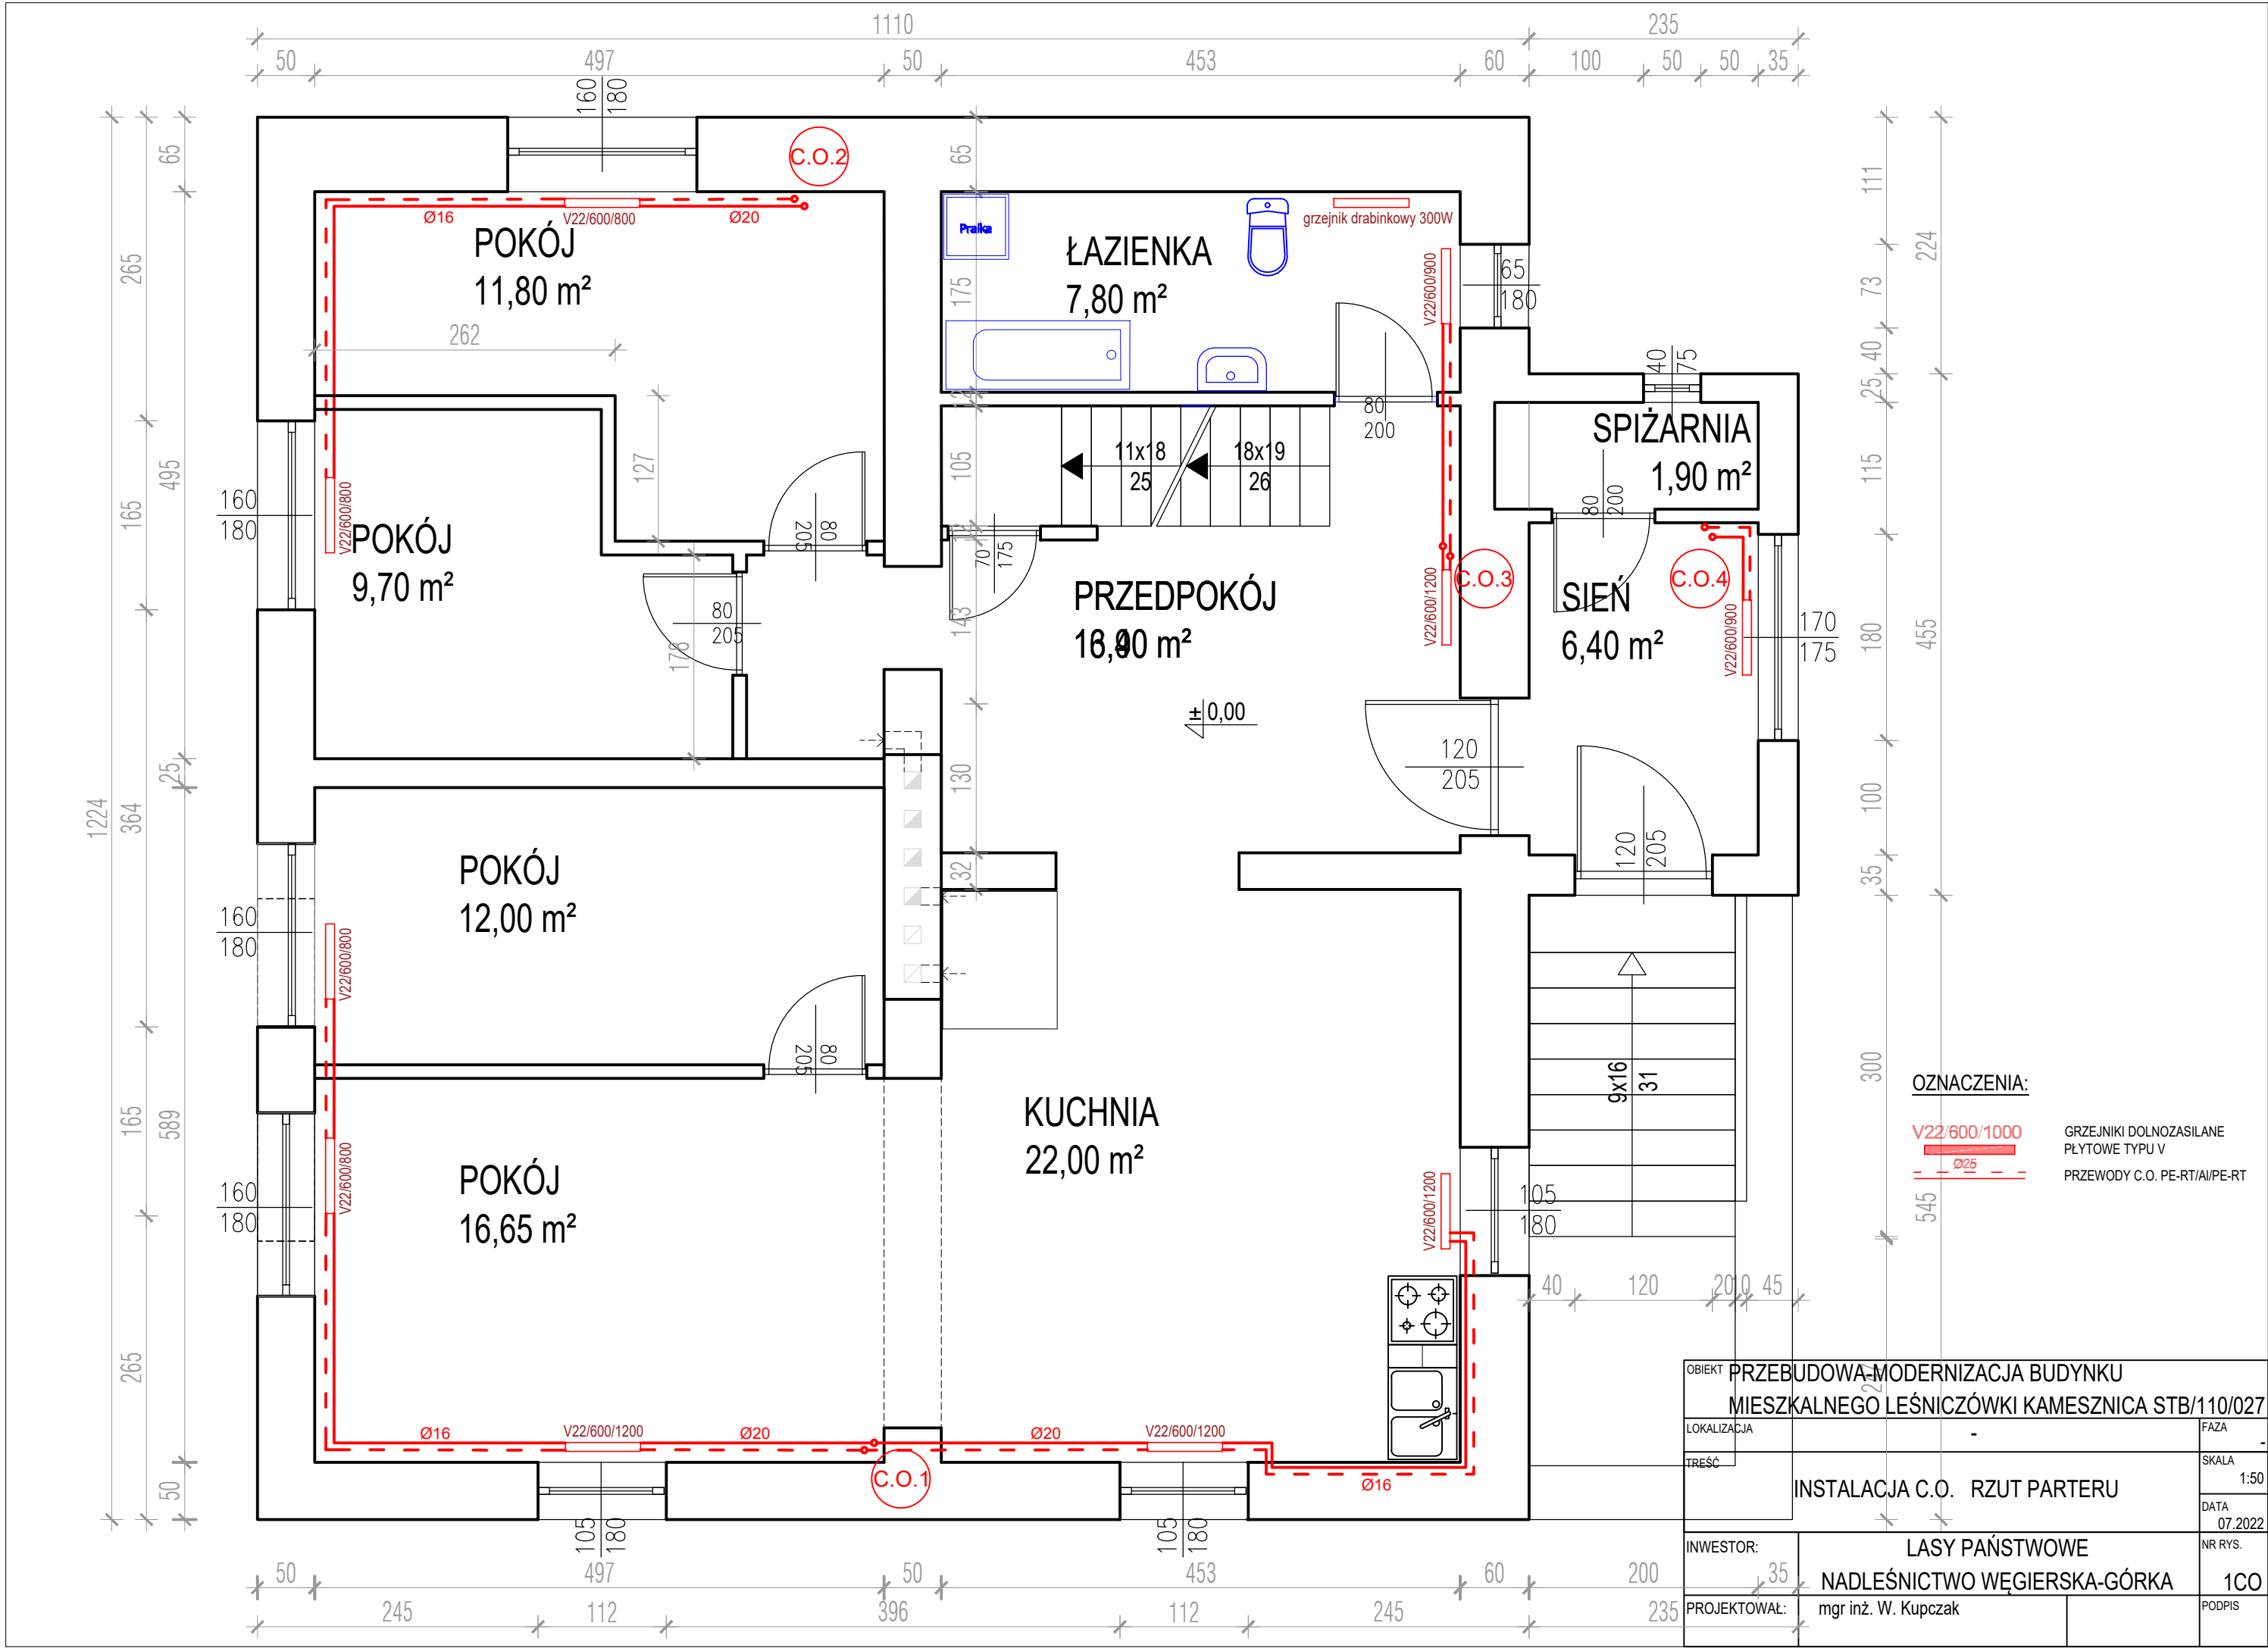 1110
235
50
497
50
453
60
100
50
50
35
160
180
65
265
495
165
25
1224
364
165
589
265
50
C.O.2
Ø16
V22/600/800
Ø20
POKÓJ
11,80 m²
262
127
V22/600/800
POKÓJ
9,70 m²
160
180
80
205
80
205
176
65
175
12
105
12
143
130
32
Pralka
ŁAZIENKA
7,80 m²
grzejnik drabinkowy 300W
V22/600/900
65
180
80
200
11x18
25
18x19
26
70
175
PRZEDPOKÓJ
m²
±0,00
V22/600/1200
C.O.3
40
75
SPIŻARNIA
1,90 m²
80
200
SIEŃ
6,40 m²
C.O.4
V22/600/900
170
175
120
205
120
205
111
224
73
40
25
115
180
455
100
35
300
545
247
POKÓJ
12,00 m²
160
180
V22/600/800
80
205
POKÓJ
16,65 m²
160
180
V22/600/800
KUCHNIA
22,00 m²
V22/600/1200
105
180
9x16
31
40
120
20
10
45
Ø16
V22/600/1200
Ø20
C.O.1
Ø20
V22/600/1200
Ø16
105
180
105
180
50
497
50
453
60
200
35
245
112
396
112
245
235
OZNACZENIA:
V22/600/1000
GRZEJNIKI DOLNOZASILANE
PŁYTOWE TYPU V
Ø25
PRZEWODY C.O. PE-RT/Al/PE-RT
OBIEKT PRZEBUDOWA-MODERNIZACJA BUDYNKU
MIESZKALNEGO LEŚNICZÓWKI KAMESZNICA STB/110/027
LOKALIZACJA
-
FAZA
-
TREŚĆ
INSTALACJA C.O. RZUT PARTERU
SKALA
1:50
DATA
07.2022
INWESTOR:
LASY PAŃSTWOWE
NADLEŚNICTWO WĘGIERSKA-GÓRKA
NR RYS.
1CO
PROJEKTOWAŁ:
mgr inż. W. Kupczak
PODPIS